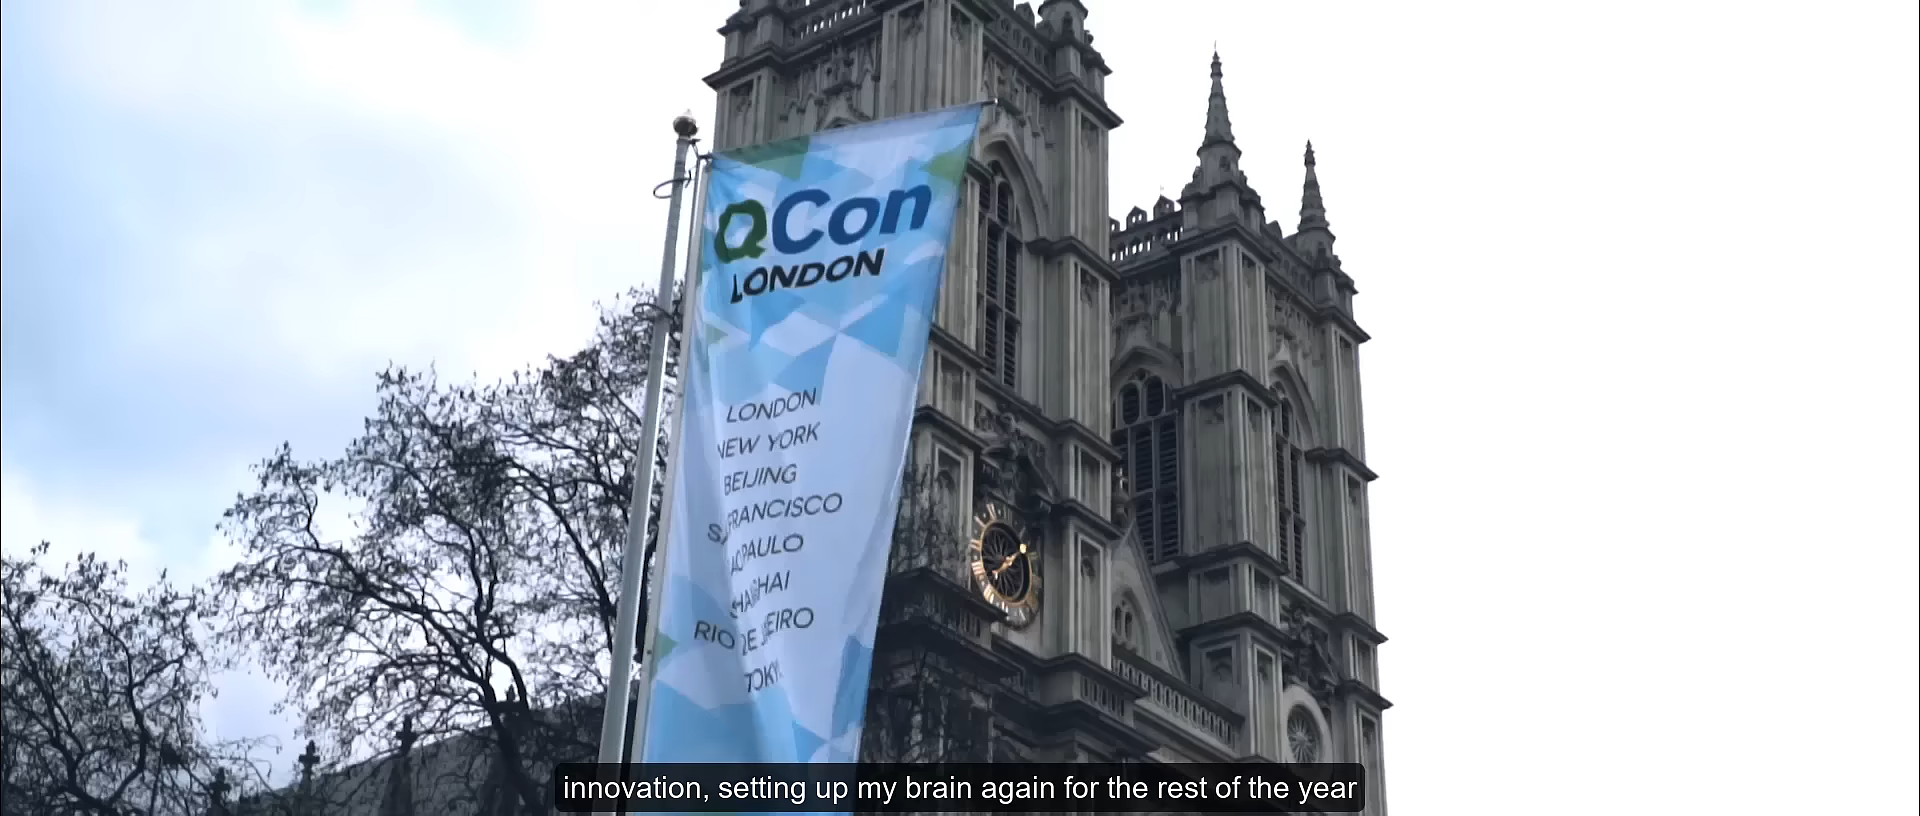 QCon
LONDON
LONDON
NEW YORK
BEIJING
FRANCISCO
PAULO
RIO DE
innovation, setting up my brain again for the rest of the year